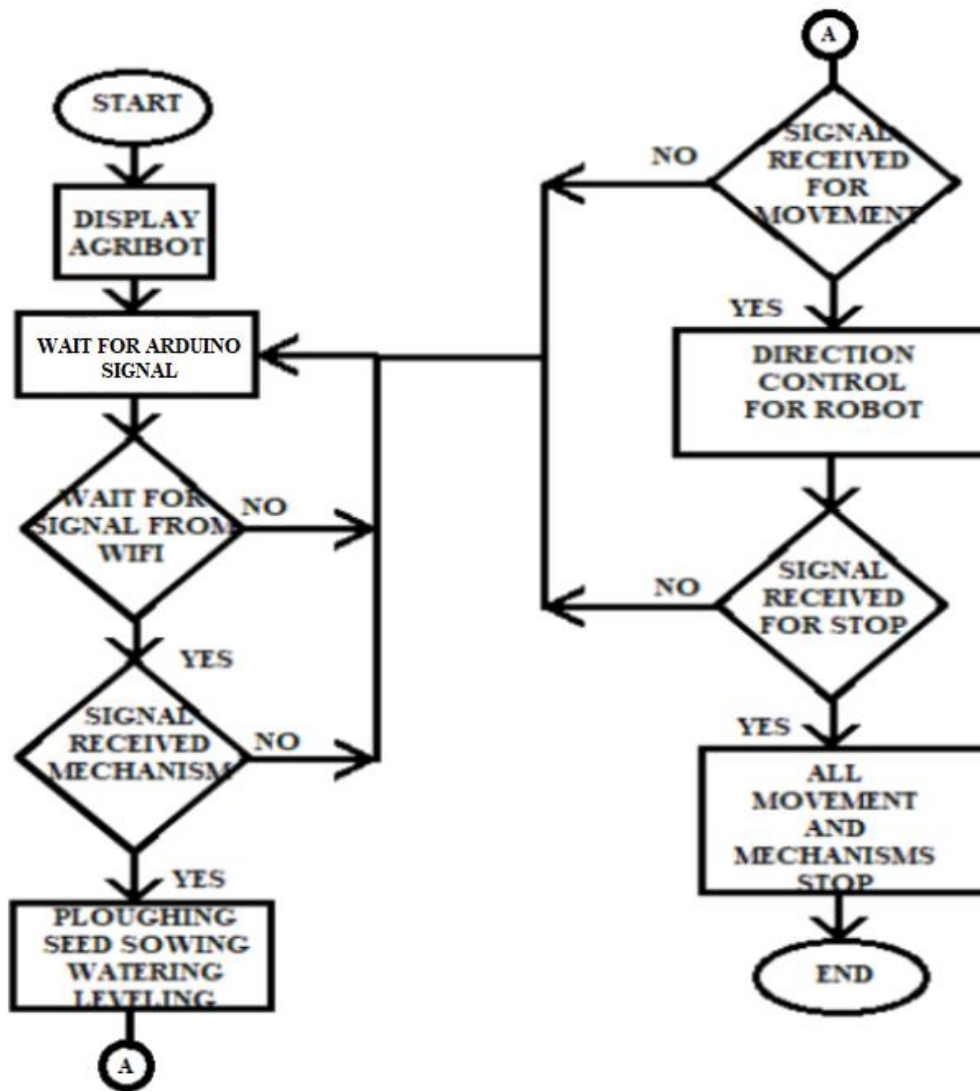 START
DISPLAY
AGRIBOT
WAIT FOR ARDUINO
SIGNAL
WAIT FOR
SIGNAL FROM
WIFI
NO
YES
SIGNAL
RECEIVED
MECHANISM
NO
YES
PLOUGHING
SEED SOWING
WATERING
LEVELING
A
A
SIGNAL
RECEIVED
FOR
MOVEMENT
NO
YES
DIRECTION
CONTROL
FOR ROBOT
SIGNAL
RECEIVED
FOR STOP
NO
YES
ALL
MOVEMENT
AND
MECHANISMS
STOP
END